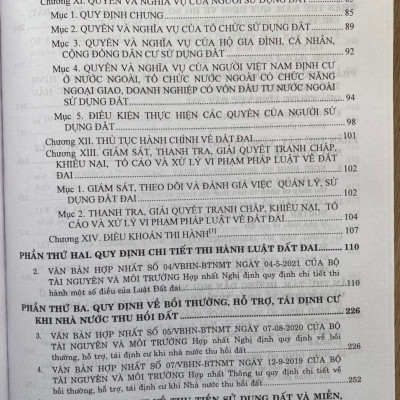 Chương XI. QUYỀN VÀ NGHĨA VỤ CỦA NGƯỜI SỬ DỤNG ĐẤT
Mục 1. QUY ĐỊNH CHUNG 85
Mục 2. QUYỀN VÀ NGHĨA VỤ CỦA TỔ CHỨC SỬ DỤNG ĐẤT 89
Mục 3. QUYỀN VÀ NGHĨA VỤ CỦA HỘ GIA ĐÌNH, CÁ NHÂN,
CỘNG ĐỒNG DÂN CƯ SỬ DỤNG ĐẤT 92
Mục 4. QUYỀN VÀ NGHĨA VỤ CỦA NGƯỜI VIỆT NAM ĐỊNH CƯ
Ở NƯỚC NGOÀI, TỔ CHỨC NƯỚC NGOÀI CÓ CHỨC NĂNG
NGOẠI GIAO, DOANH NGHIỆP CÓ VỐN ĐẦU TƯ NƯỚC NGOÀI
SỬ DỤNG ĐẤT 94
Mục 5. ĐIỀU KIỆN THỰC HIỆN CÁC QUYỀN CỦA NGƯỜI SỬ
DỤNG ĐẤT 98
Chương XII. THỦ TỤC HÀNH CHÍNH VỀ ĐẤT ĐAI 101
Chương XIII. GIÁM SÁT, THANH TRA, GIẢI QUYẾT TRANH CHẤP,
KHIẾU NẠI, TỐ CÁO VÀ XỬ LÝ VI PHẠM PHÁP LUẬT VỀ ĐẤT
ĐAI 102
Mục 1. GIÁM SÁT, THEO DÕI VÀ ĐÁNH GIÁ VIỆC QUẢN LÝ, SỬ
DỤNG ĐẤT ĐAI 102
Mục 2. THANH TRA, GIẢI QUYẾT TRANH CHẤP, KHIẾU NẠI, TỐ
CÁO VÀ XỬ LÝ VI PHẠM PHÁP LUẬT VỀ ĐẤT ĐAI 104
Chương XIV. ĐIỀU KHOẢN THI HÀNH 107
PHẦN THỨ HAI. QUY ĐỊNH CHI TIẾT THI HÀNH LUẬT ĐẤT ĐAI 110
2. VĂN BẢN HỢP NHẤT SỐ 04/VBHN-BTNMT NGÀY 04-5-2021 CỦA BỘ
TÀI NGUYÊN VÀ MÔI TRƯỜNG Hợp nhất Nghị định quy định chi tiết thi
hành một số điều của Luật Đất đai 110
PHẦN THỨ BA. QUY ĐỊNH VỀ BỒI THƯỜNG, HỖ TRỢ, TÁI ĐỊNH CƯ
KHI NHÀ NƯỚC THU HỒI ĐẤT 226
3. VĂN BẢN HỢP NHẤT SỐ 05/VBHN-BTNMT NGÀY 07-08-2020 CỦA BỘ
TÀI NGUYÊN VÀ MÔI TRƯỜNG Hợp nhất Nghị định quy định về bồi
thường, hỗ trợ, tái định cư khi nhà nước thu hồi đất 226
4. VĂN BẢN HỢP NHẤT SỐ 07/VBHN-BTNMT NGÀY 12-9-2019 CỦA BỘ
TÀI NGUYÊN VÀ MÔI TRƯỜNG Hợp nhất Thông tư quy định chi tiết về
bồi thường, hỗ trợ, tái định cư khi Nhà nước thu hồi đất 252
VỀ THU TIỀN SỬ DỤNG ĐẤT VÀ MIỄN,